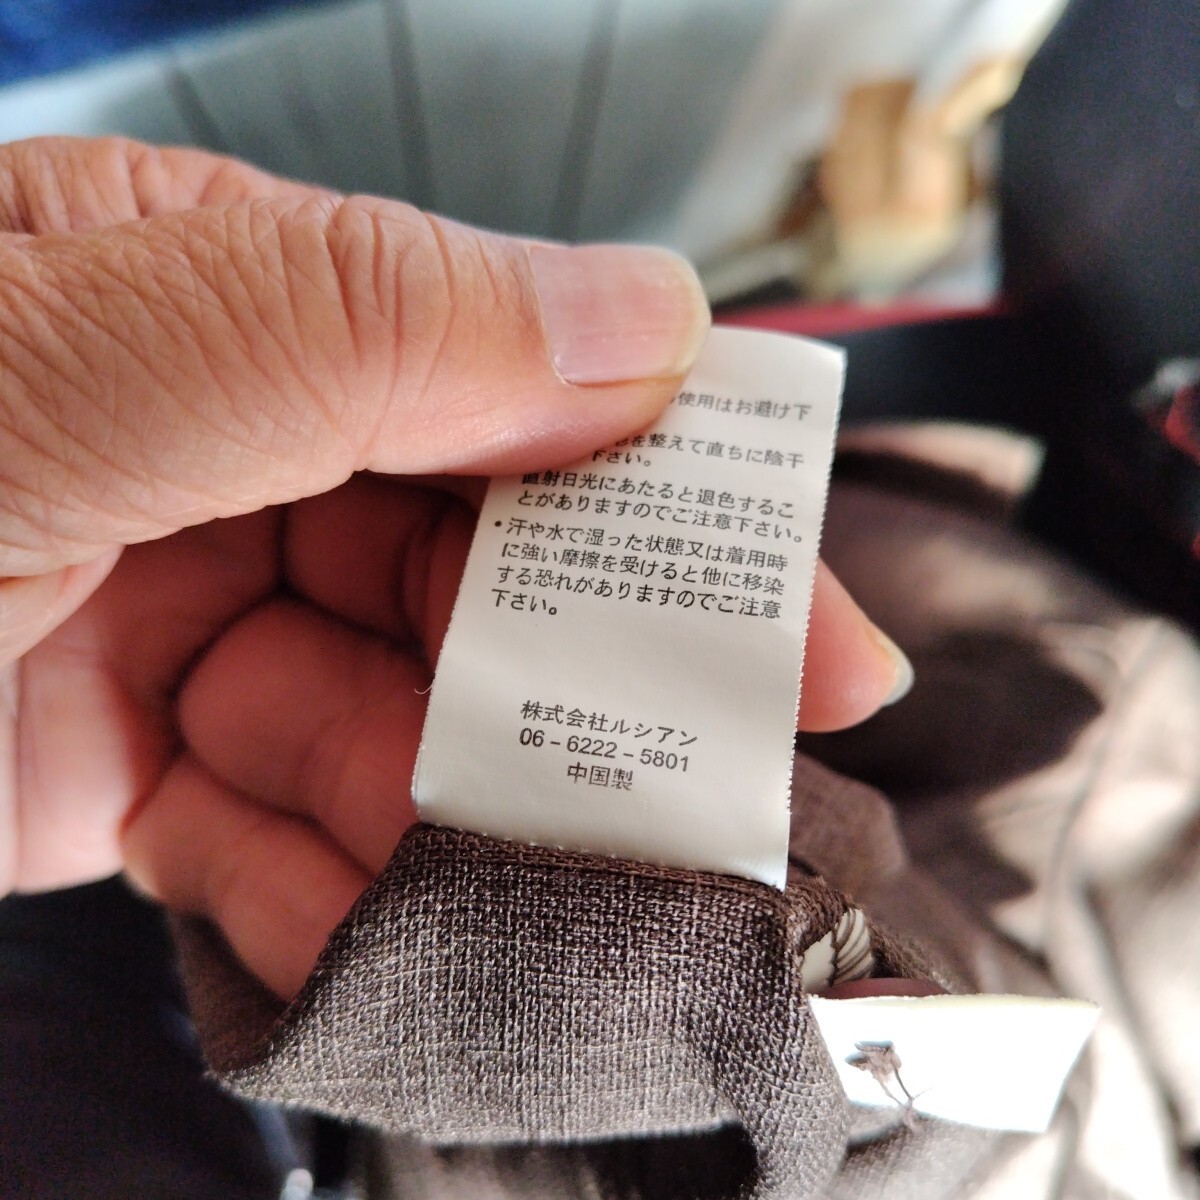 使用はお避け下
を整えて直ちに陰干
下さい。
直射日光にあたると退色するこ
とがありますのでご注意下さい。
・汗や水で湿った状態又は着用時
に強い摩擦を受けると他に移染
する恐れがありますのでご注意
下さい。
株式会社ルシアン
06－6222－5801
中国製